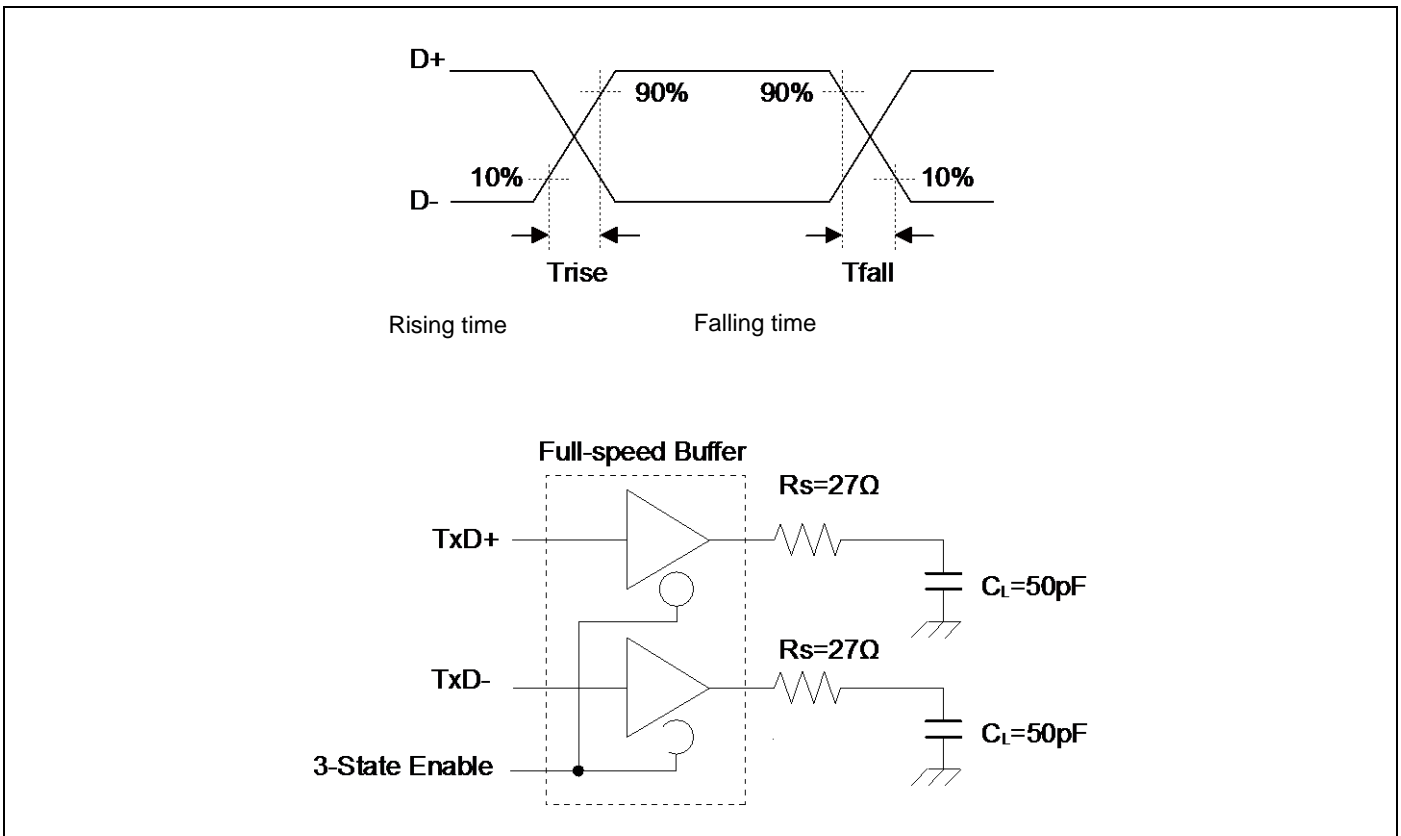 D+
90%
90%
10%
10%
D-
Trise
Tfall
Rising time
Falling time
Full-speed Buffer
Rs=27Ω
TxD+
CL=50pF
Rs=27Ω
TxD-
CL=50pF
3-State Enable